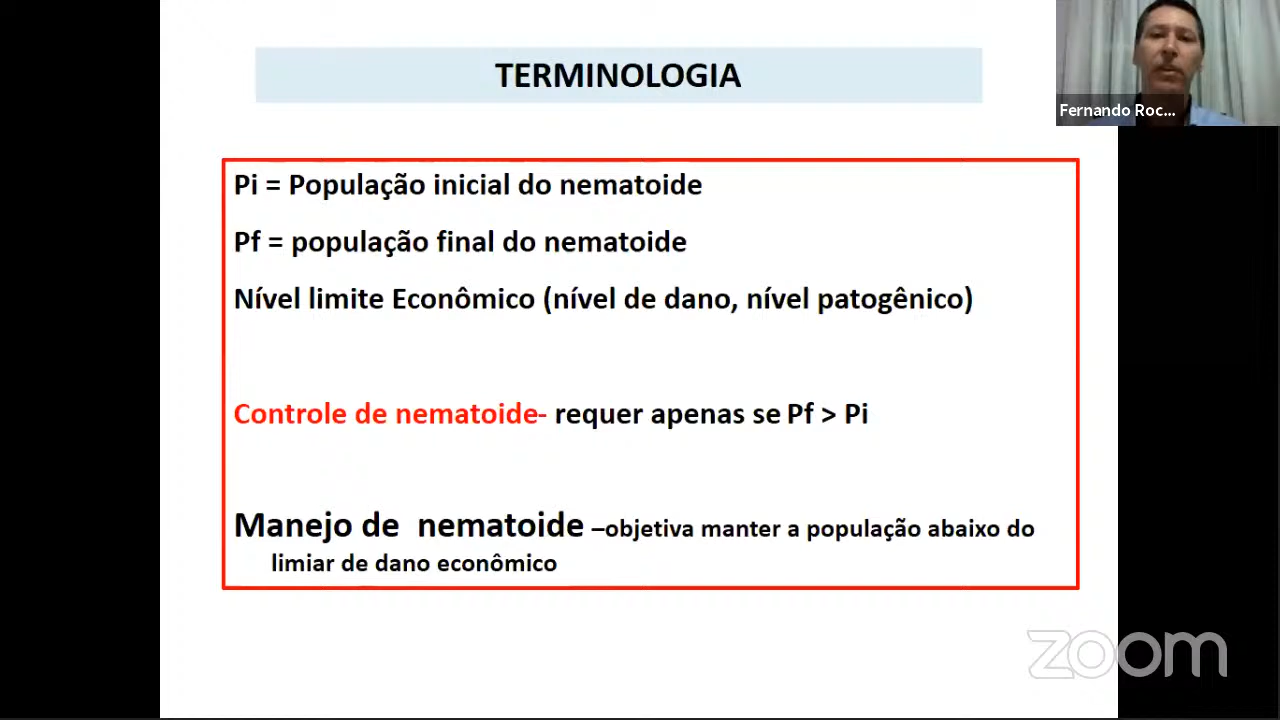 TERMINOLOGIA
Fernando Roc...
Pi = População inicial do nematoide
Pf = população final do nematoide
Nível limite Econômico (nível de dano, nível patogênico)
Controle de nematoide- requer apenas se Pf > Pi
Manejo de nematoide –objetiva manter a população abaixo do
limiar de dano econômico
zoom